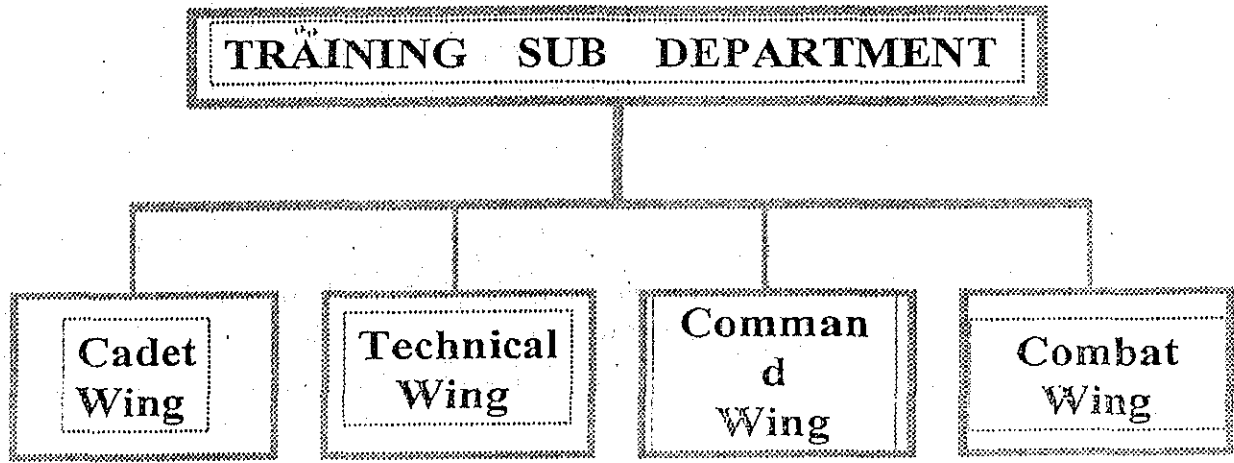 TRAINING SUB DEPARTMENT
Cadet
Wing
Technical
Wing
Comman
d
Wing
Combat
Wing